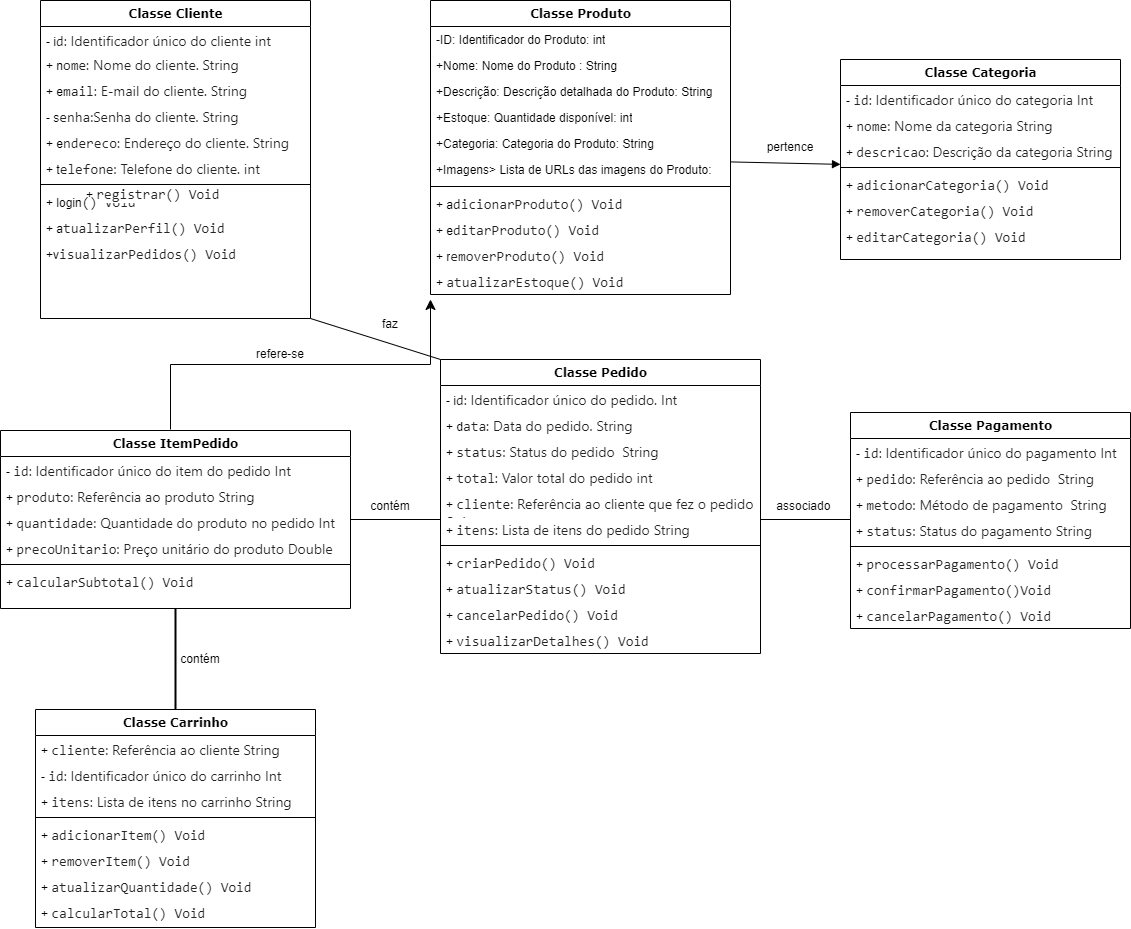 Classe Cliente
- id: Identificador único do cliente int
+ nome: Nome do cliente. String
+ email: E-mail do cliente. String
- senha:Senha do cliente. String
+ endereco: Endereço do cliente. String
+ telefone: Telefone do cliente. int
+ registrar() Void
+ login() Void
+ atualizarPerfil() Void
+visualizarPedidos() Void
Classe Produto
-ID: Identificador do Produto: int
+Nome: Nome do Produto : String
+Descrição: Descrição detalhada do Produto: String
+Estoque: Quantidade disponível: int
+Categoria: Categoria do Produto: String
+Imagens> Lista de URLs das imagens do Produto:
+ adicionarProduto() Void
+ editarProduto() Void
+ removerProduto() Void
+ atualizarEstoque() Void
pertence
Classe Categoria
- id: Identificador único do categoria Int
+ nome: Nome da categoria String
+ descricao: Descrição da categoria String
+ adicionarCategoria() Void
+ removerCategoria() Void
+ editarCategoria() Void
faz
refere-se
Classe ItemPedido
- id: Identificador único do item do pedido Int
+ produto: Referência ao produto String
+ quantidade: Quantidade do produto no pedido Int
+ precoUnitario: Preço unitário do produto Double
+ calcularSubtotal() Void
contém
Classe Pedido
- id: Identificador único do pedido. Int
+ data: Data do pedido. String
+ status: Status do pedido  String
+ total: Valor total do pedido int
+ cliente: Referência ao cliente que fez o pedido
+ itens: Lista de itens do pedido String
+ criarPedido() Void
+ atualizarStatus() Void
+ cancelarPedido() Void
+ visualizarDetalhes() Void
associado
Classe Pagamento
- id: Identificador único do pagamento Int
+ pedido: Referência ao pedido  String
+ metodo: Método de pagamento  String
+ status: Status do pagamento String
+ processarPagamento() Void
+ confirmarPagamento()Void
+ cancelarPagamento() Void
contém
Classe Carrinho
+ cliente: Referência ao cliente String
- id: Identificador único do carrinho Int
+ itens: Lista de itens no carrinho String
+ adicionarItem() Void
+ removerItem() Void
+ atualizarQuantidade() Void
+ calcularTotal() Void